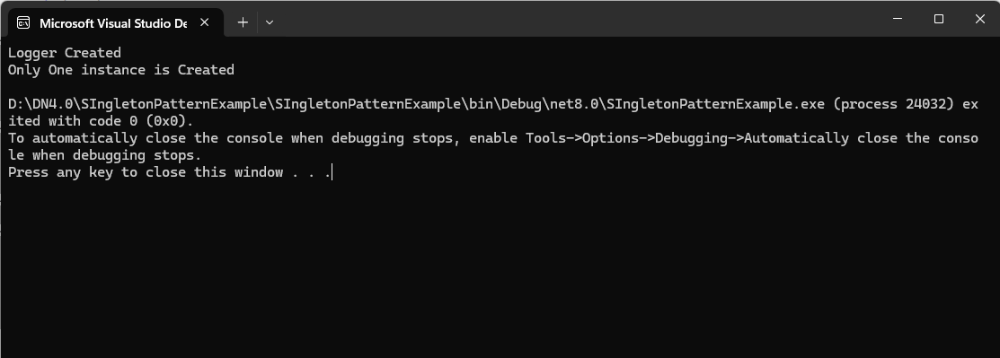 Microsoft Visual Studio De
Logger Created
Only One instance is Created
D:\DN4.0\SIngletonPatternExample\SIngletonPatternExample\bin\Debug\net8.0\SIngletonPatternExample.exe (process 24032) ex
ited with code 0 (0x0).
To automatically close the console when debugging stops, enable Tools->Options->Debugging->Automatically close the conso
le when debugging stops.
Press any key to close this window . . .